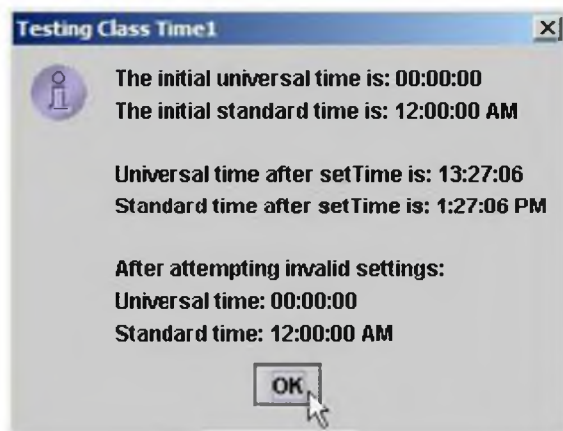 Testing Class Time1
The initial universal time is: 00:00:00
The initial standard time is: 12:00:00 AM
Universal time after setTime is: 13:27:06
Standard time after setTime is: 1:27:06 PM
After attempting invalid settings:
Universal time: 00:00:00
Standard time: 12:00:00 AM
OK